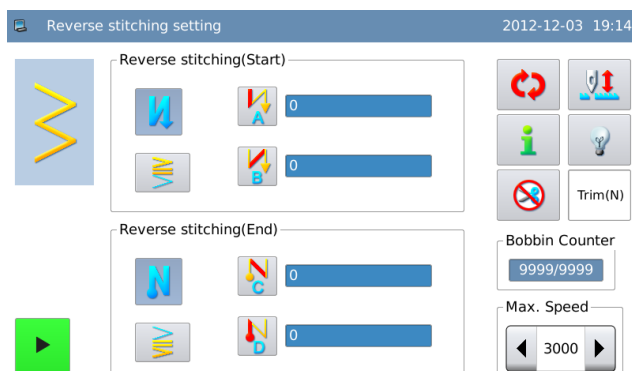 Reverse stitching setting
2012-12-03 19:14
Reverse stitching(Start)
A
0
B
0
Trim(N)
Reverse stitching(End)
C
0
D
0
Bobbin Counter
9999/9999
Max. Speed
3000